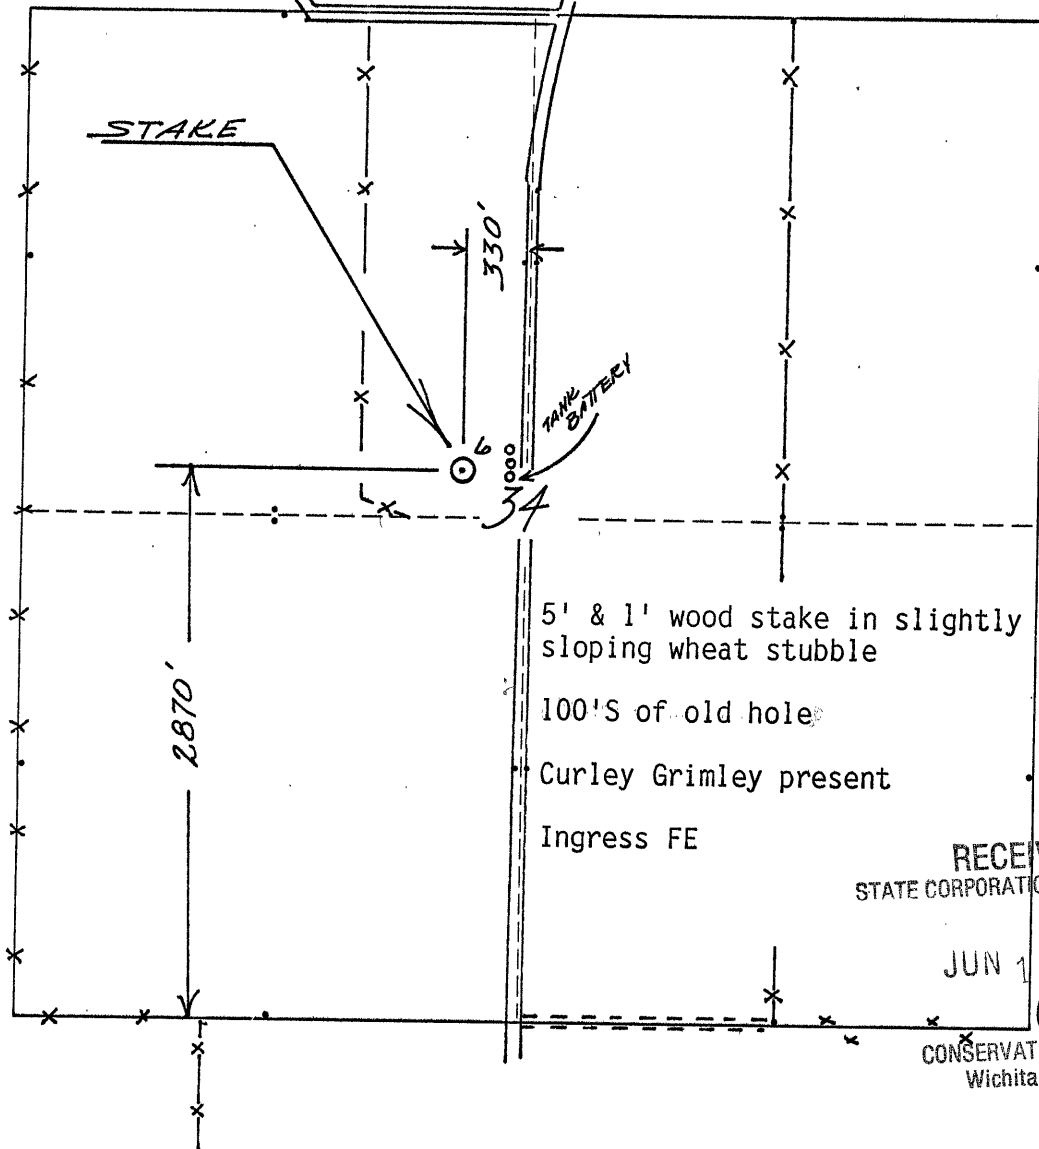 STAKE
330'
TANK
BATTERY
6
34
2870'
5' & 1' wood stake in slightly
sloping wheat stubble
100'S of old hole
Curley Grimley present
Ingress FE
RECEI
STATE CORPORATI
JUN 1
CONSERVAT
Wichita